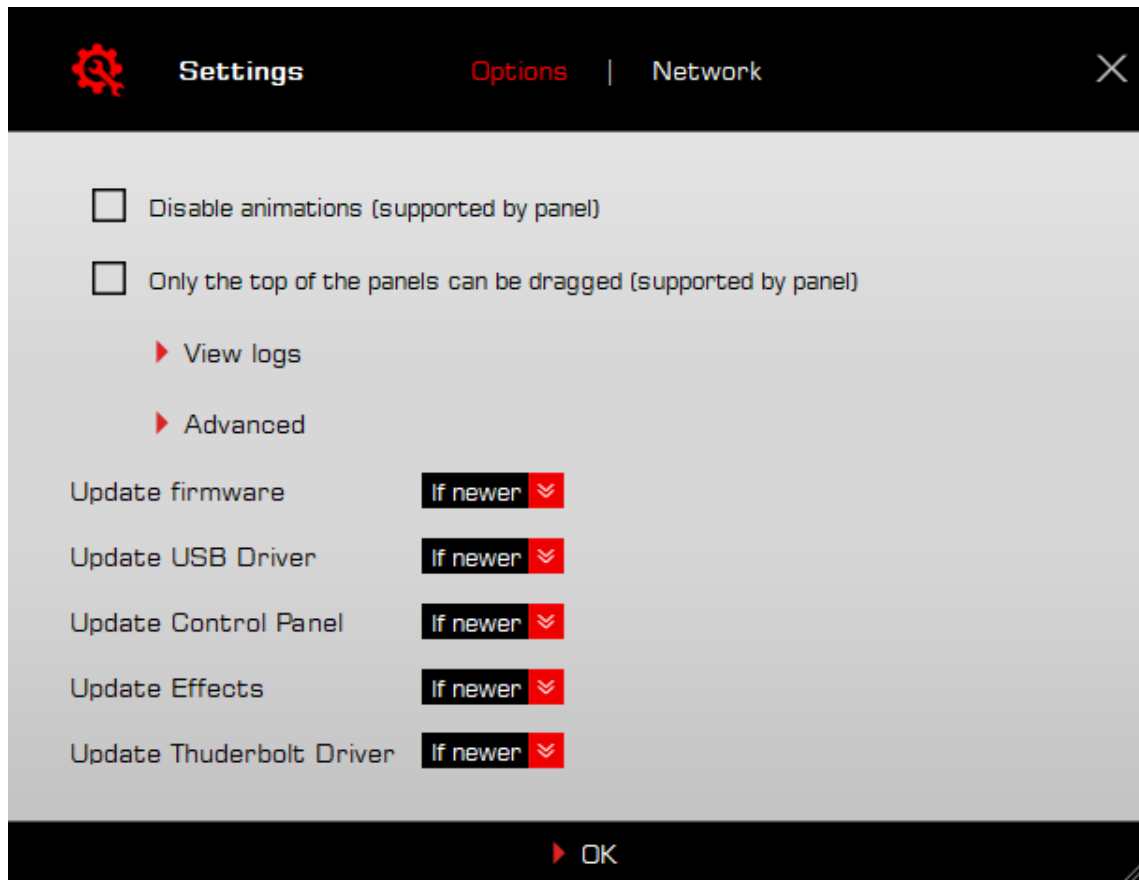 Settings Options | Network
Disable animations (supported by panel)
Only the top of the panels can be dragged (supported by panel)
View logs
Advanced
Update firmware If newer
Update USB Driver If newer
Update Control Panel If newer
Update Effects If newer
Update Thuderbolt Driver If newer
OK